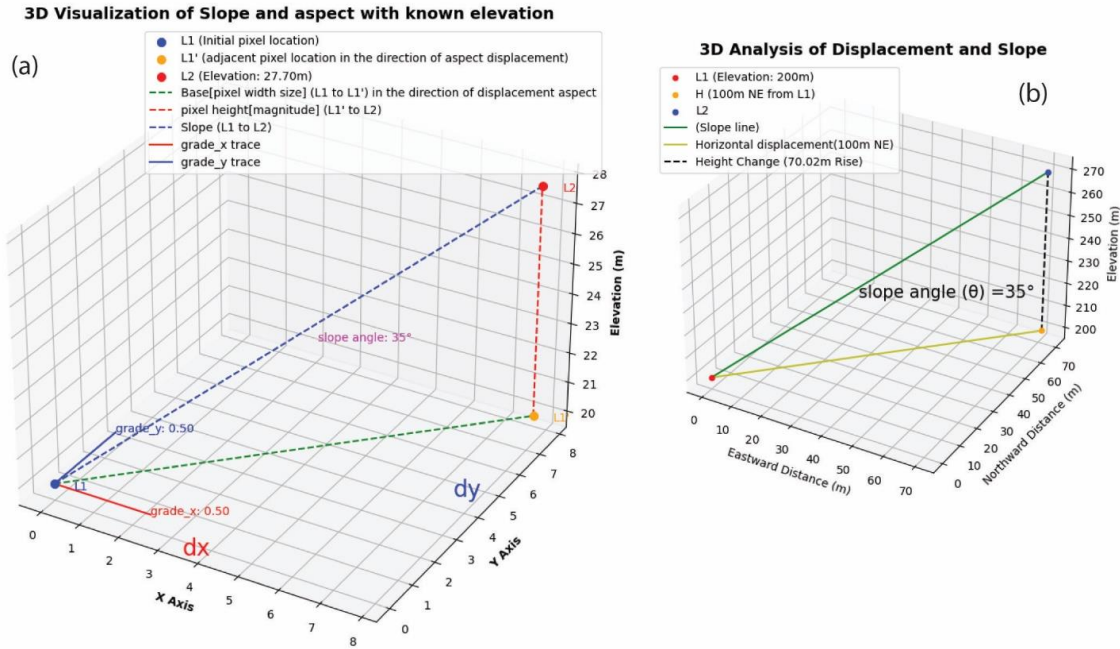 3D Visualization of Slope and aspect with known elevation
(a)
L1 (Initial pixel location)
L1' (adjacent pixel location in the direction of aspect displacement)
L2 (Elevation: 27.70m)
Base[pixel width size] (L1 to L1') in the direction of displacement aspect
pixel height[magnitude] (L1' to L2)
Slope (L1 to L2)
grade_x trace
grade_y trace
L2
28
27
26
25
24
23
22
21
20
Elevation (m)
slope angle: 35°
grade_y: 0.50
L1
L1'
grade_x: 0.50
dx
dy
0
1
2
3
4
5
6
7
8
X Axis
0
1
2
3
4
5
6
7
8
Y Axis
3D Analysis of Displacement and Slope
(b)
L1 (Elevation: 200m)
H (100m NE from L1)
L2
(Slope line)
Horizontal displacement(100m NE)
Height Change (70.02m Rise)
slope angle (θ) =35°
270
260
250
240
230
220
210
200
Elevation (m)
0
10
20
30
40
50
60
70
Eastward Distance (m)
0
10
20
30
40
50
60
70
Northward Distance (m)